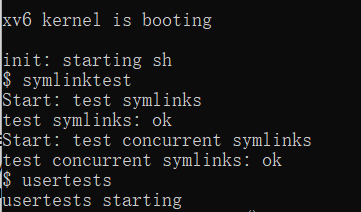 xv6 kernel is booting
init: starting sh
$ symlinktest
Start: test symlinks
test symlinks: ok
Start: test concurrent symlinks
test concurrent symlinks: ok
$ usertests
usertests starting